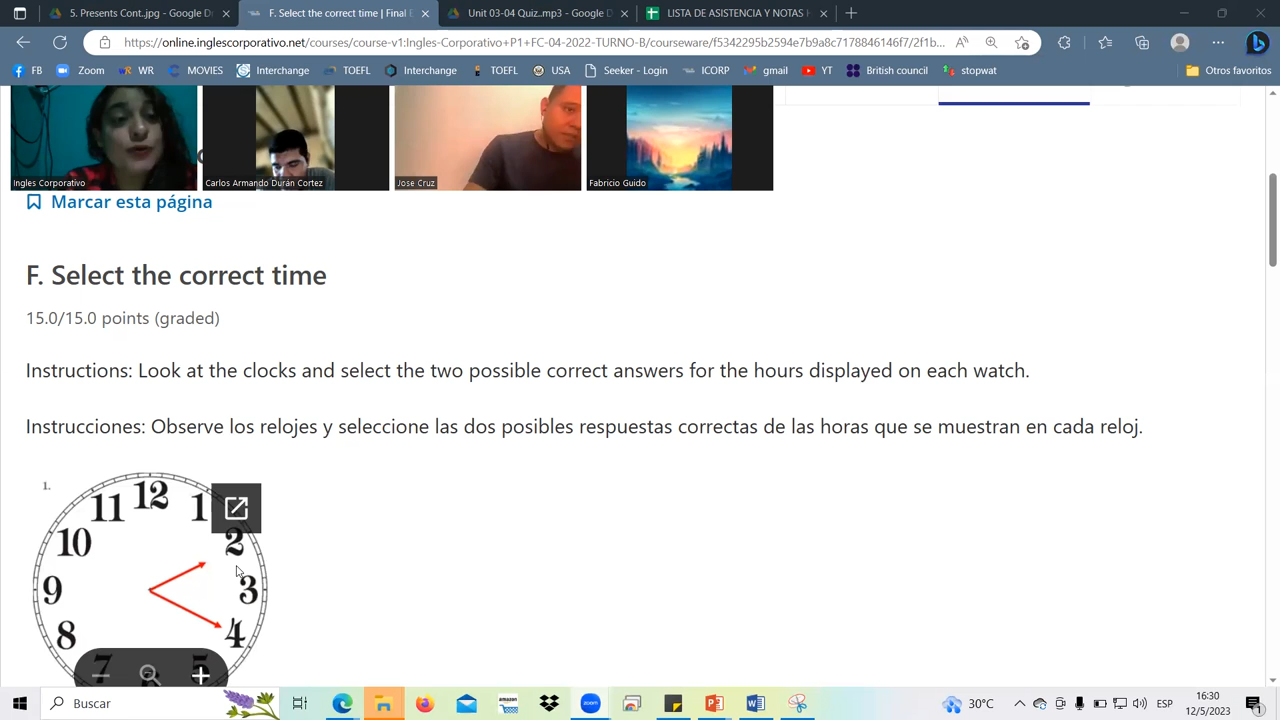 5. Presents Cont..jpg - Google D
F. Select the correct time | Final E
Unit 03-04 Quiz..mp3 - Google D
LISTA DE ASISTENCIA Y NOTAS H
https://online.inglescorporativo.net/courses/course-v1:Ingles-Corporativo+P1+FC-04-2022-TURNO-B/courseware/f5342295b2594e7b9a8c7178846146f7/2f1b...
FB
Zoom
WR
MOVIES
Interchange
TOEFL
Interchange
TOEFL
USA
Seeker - Login
ICORP
gmail
YT
British council
stopwat
Otros favoritos
Ingles Corporativo
Carlos Armando Durán Cortez
Jose Cruz
Fabricio Guido
Marcar esta página
F. Select the correct time
15.0/15.0 points (graded)
Instructions: Look at the clocks and select the two possible correct answers for the hours displayed on each watch.
Instrucciones: Observe los relojes y seleccione las dos posibles respuestas correctas de las horas que se muestran en cada reloj.
1.
11 12 1
10 2
9 3
8 4
7 5
Buscar
amazon
zoom
30°C
ESP
16:30
12/5/2023
1